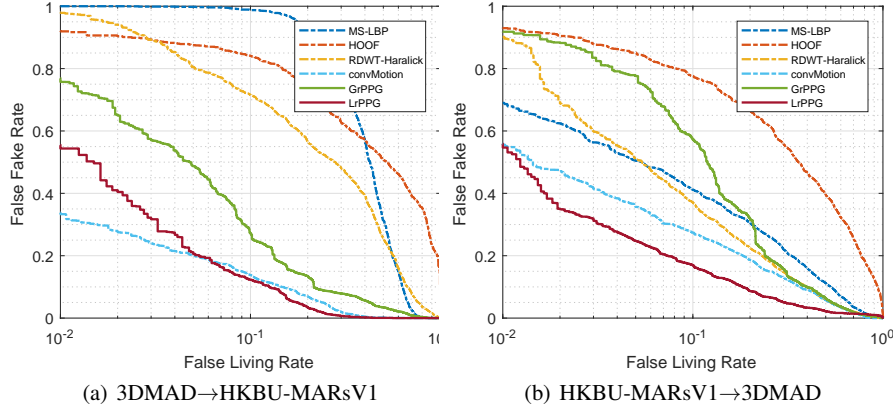 1
0.8
0.6
0.4
0.2
0
False Fake Rate
10-2
10-1
10
False Living Rate
MS-LBP
HOOF
RDWT-Haralick
convMotion
GrPPG
LrPPG
(a) 3DMAD→HKBU-MARsV1
1
0.8
0.6
0.4
0.2
0
False Fake Rate
10-2
10-1
100
False Living Rate
MS-LBP
HOOF
RDWT-Haralick
convMotion
GrPPG
LrPPG
(b) HKBU-MARsV1→3DMAD